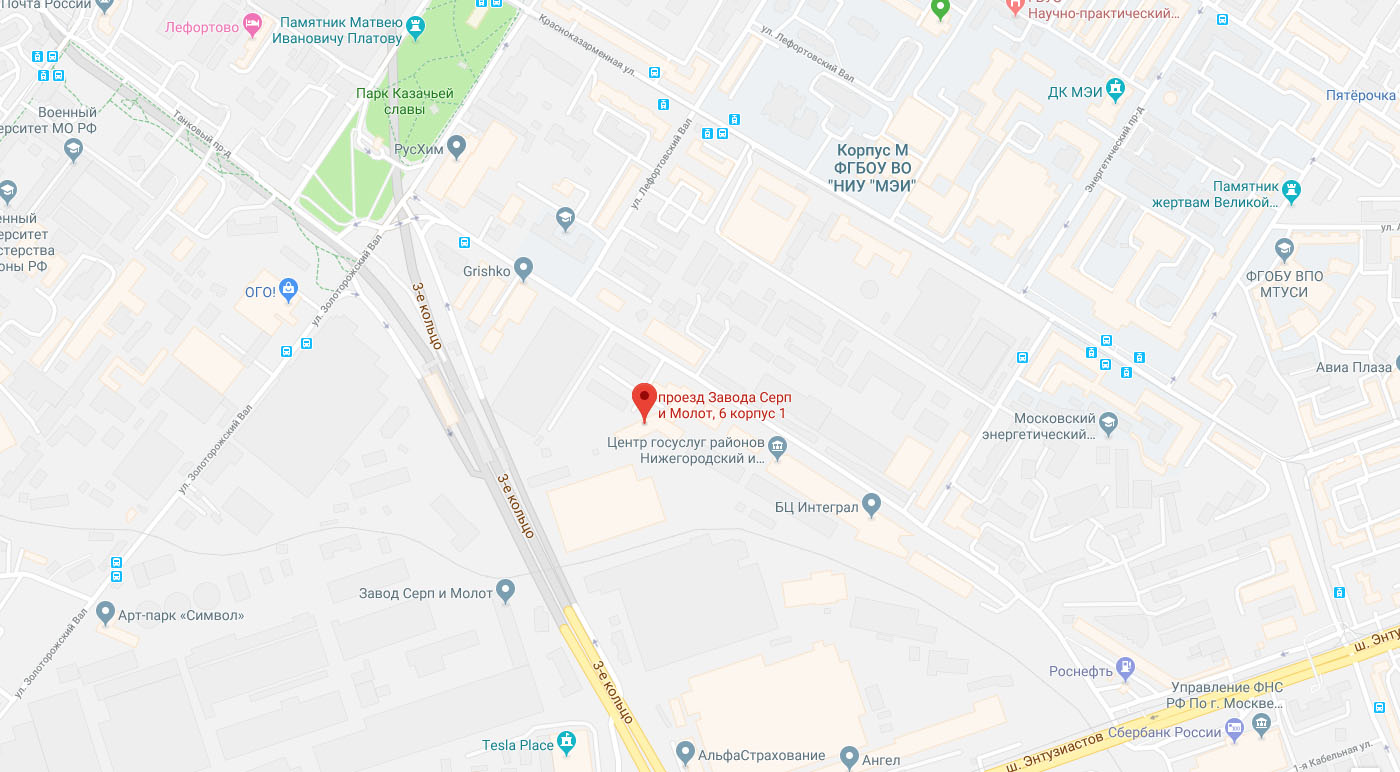 Почта России
Лефортово
Памятник Матвею
Ивановичу Платову
Красноказарменная ул.
ул. Лефортовский Вал
Научно-практический...
Парк Казачьей
славы
Танковый пр-д
Военный
ерситет МО РФ
РусХим
ул. Лефортовский Вал
Корпус М
ФГБОУ ВО
"НИУ "МЭИ"
ДК МЭИ
Энергетический пр-д
Пятёрочка
Памятник
жертвам Великой...
енный
ерситет
стерства
оны РФ
ОГО!
ул. Золоторожский Вал
3-е кольцо
Grishko
ФГОБУ ВПО
МТУСИ
Авиа Плаза
проезд Завода Серп
и Молот, 6 корпус 1
Центр госуслуг районов
Нижегородский и...
Московский
энергетический...
ул. Золоторожский Вал
3-е кольцо
БЦ Интеграл
Завод Серп и Молот
Арт-парк «Символ»
ул. Золоторожский Вал
3-е кольцо
ш. Энту
Роснефть
Управление ФНС
РФ По г. Москве...
Сбербанк России
Tesla Place
АльфаСтрахование
Ангел
ш. Энтузиастов
1-я Кабельная ул.